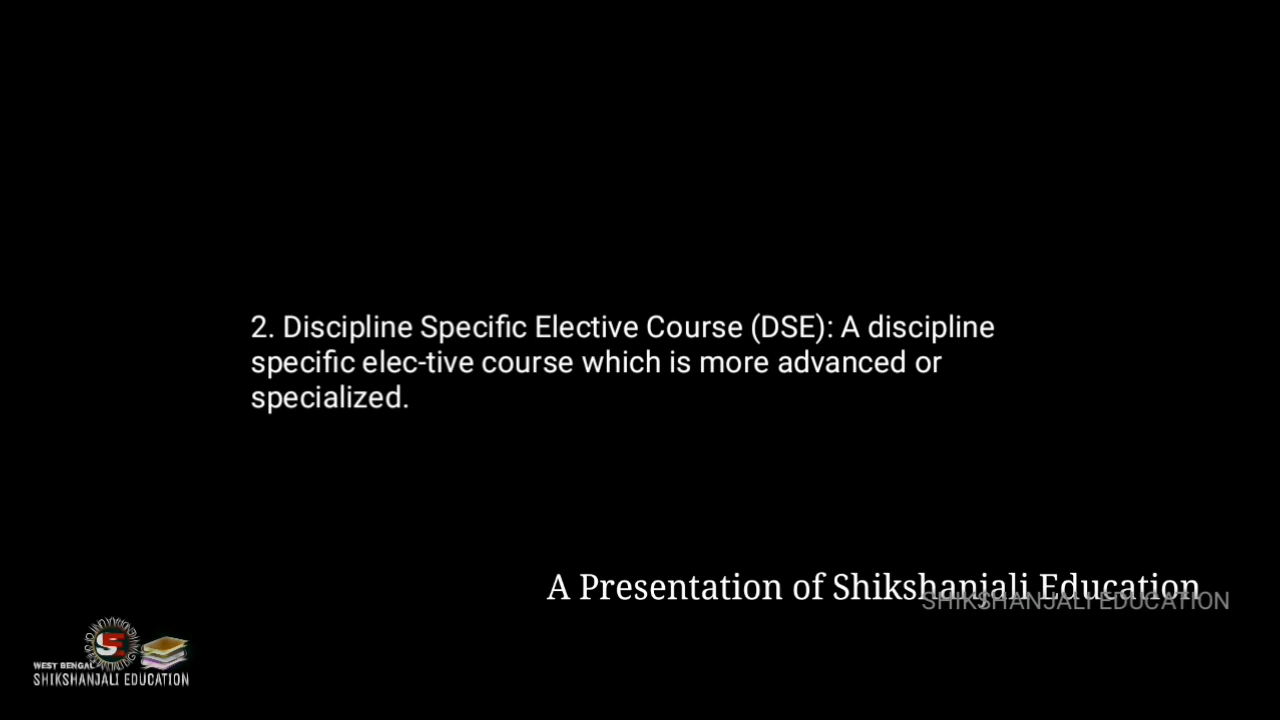 2. Discipline Specific Elective Course (DSE): A discipline
specific elec-tive course which is more advanced or
specialized.
A Presentation of Shikshanjali Education
SHIKSHANJALI EDUCATION
SE
WEST BENGAL
SHIKSHANJALI EDUCATION